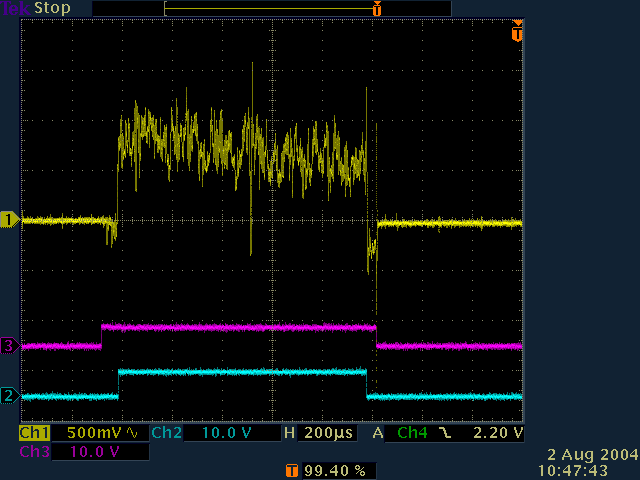 Tek Stop
T
T
1
3
2
Ch1 500mV Ch2 10.0 V H 200µs A Ch4 2.20 V
Ch3 10.0 V
T 99.40 %
2 Aug 2004
10:47:43